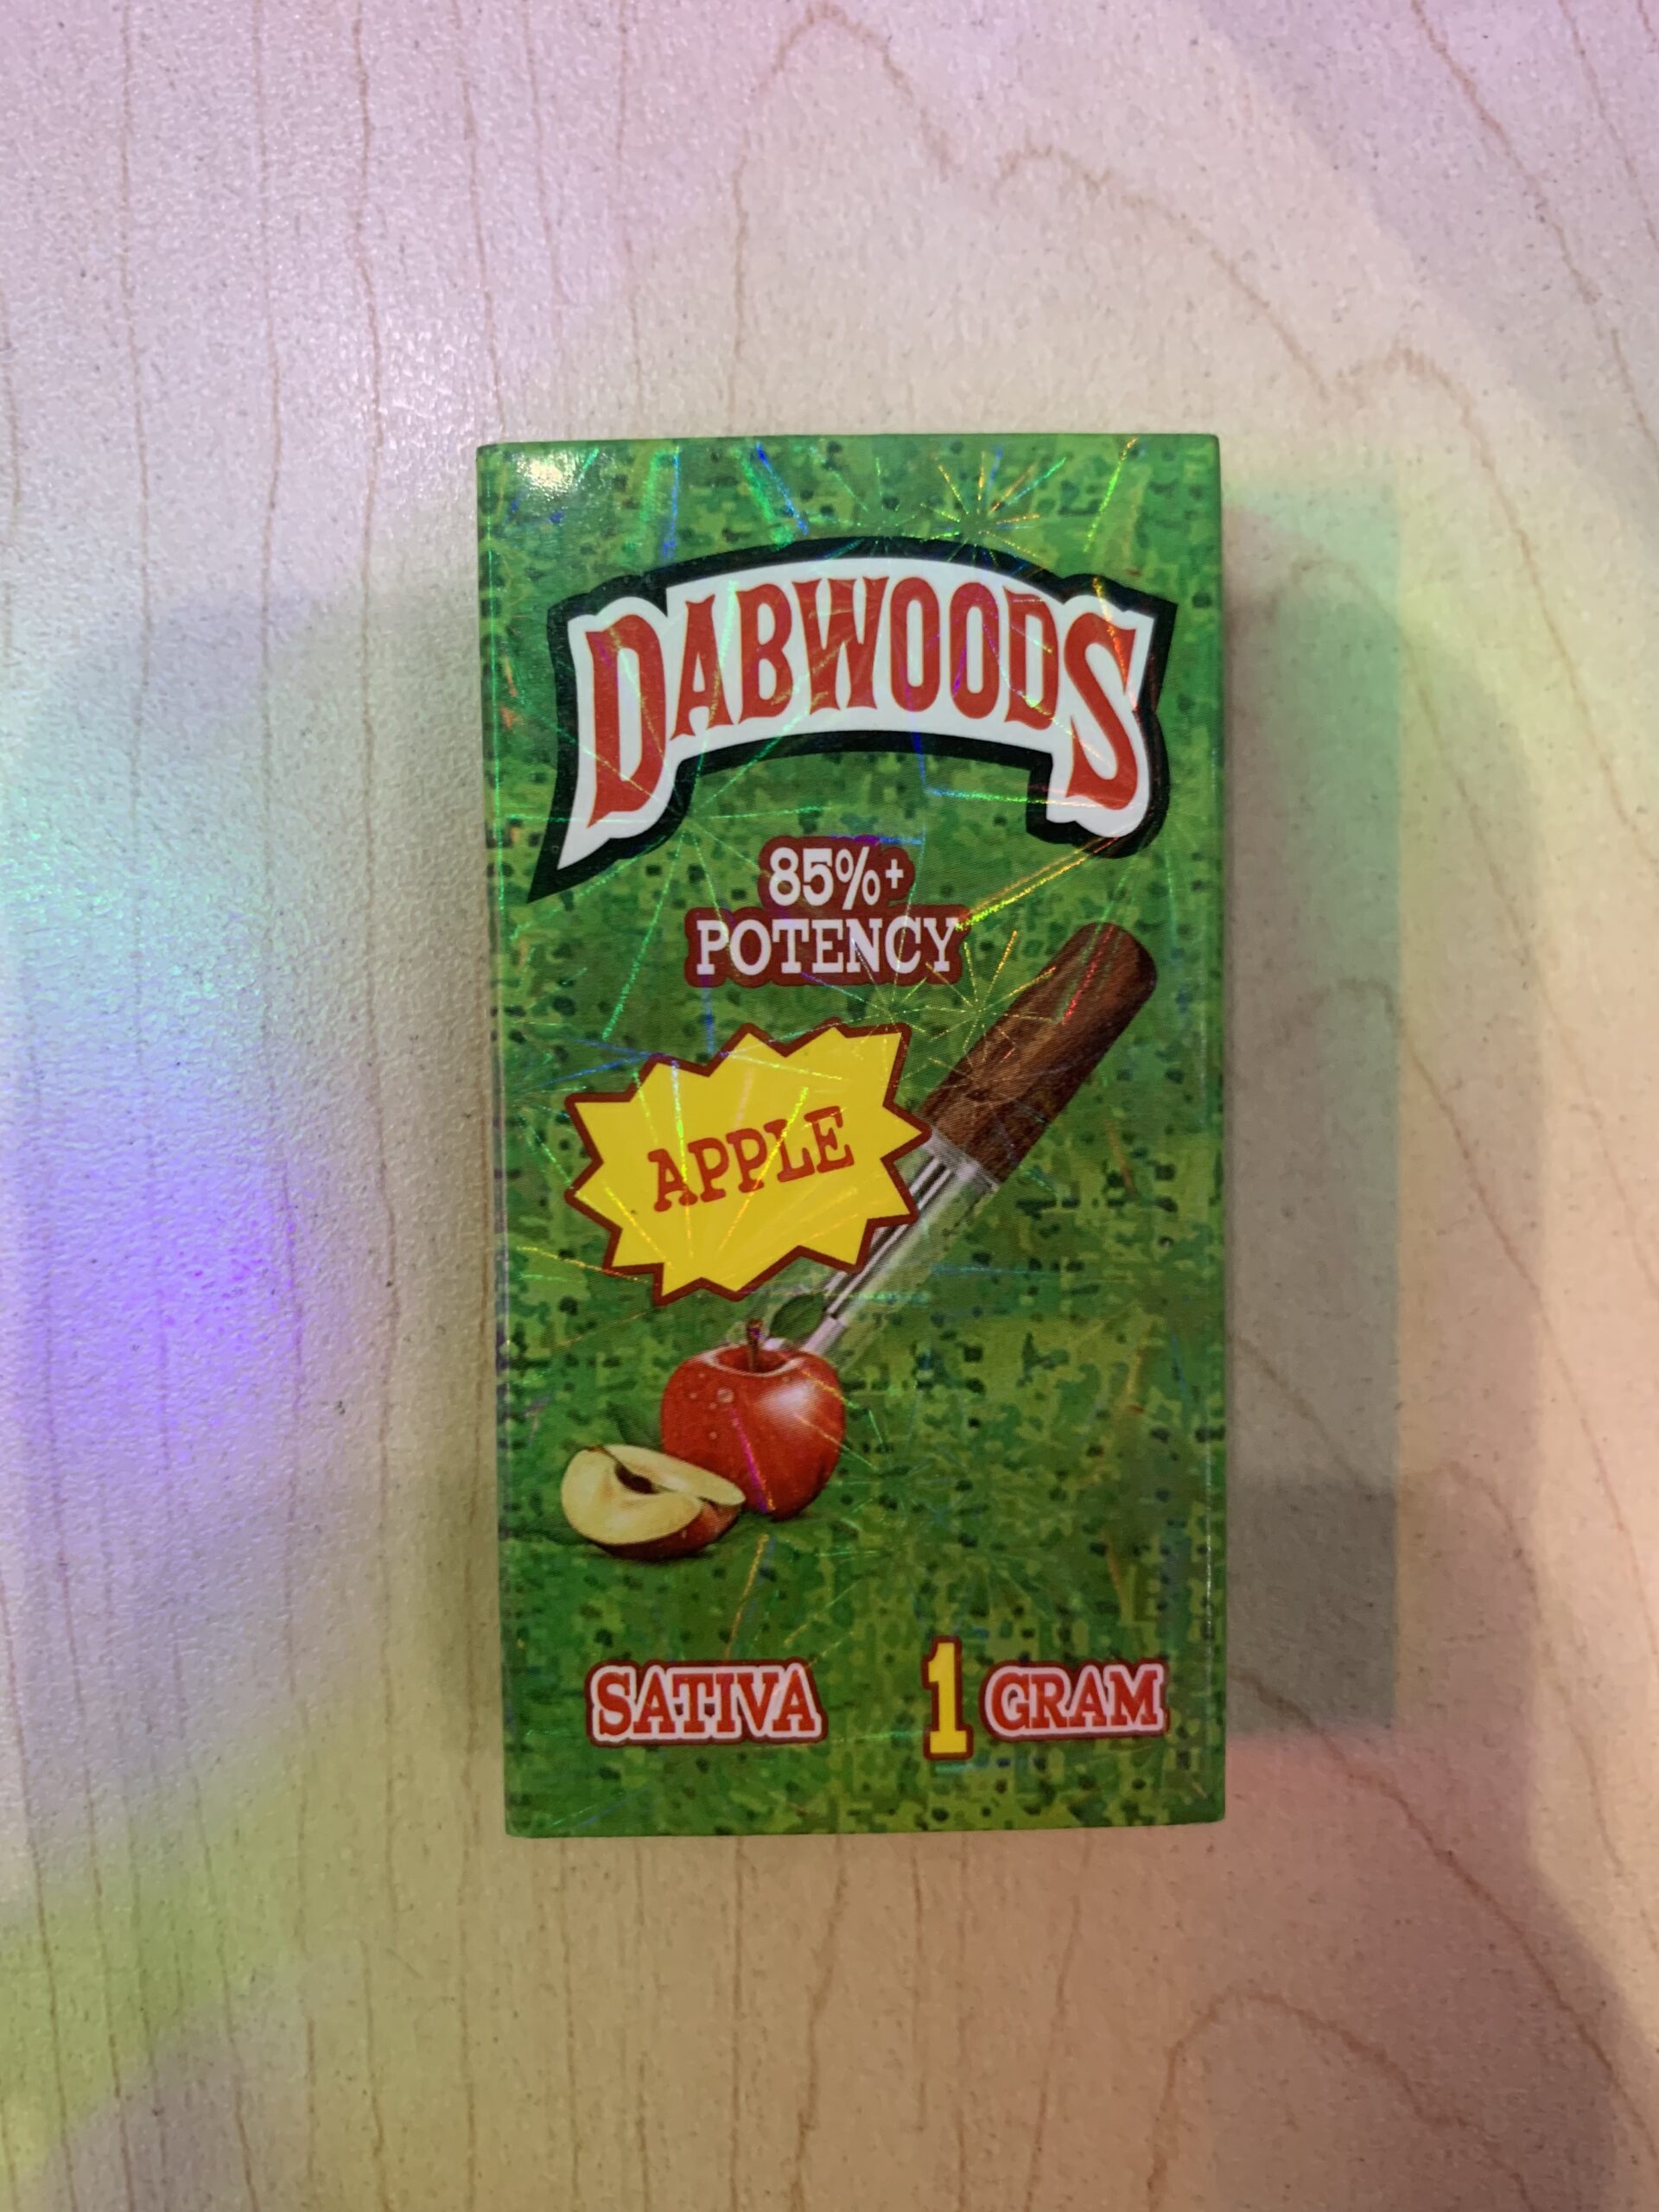 DABWOODS
85%+
POTENCY
APPLE
SATIVA
1 GRAM